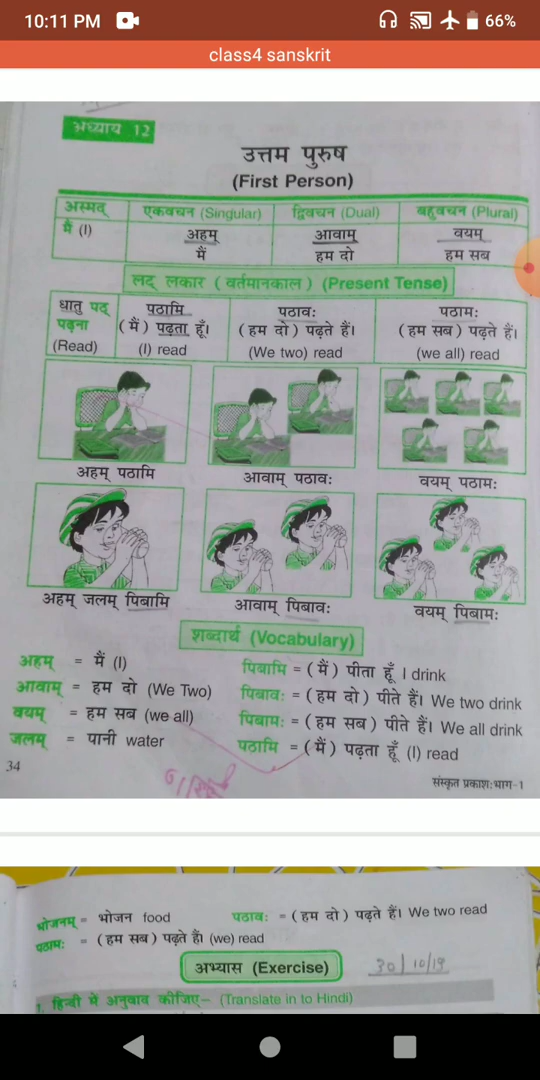 10:11 PM 66%
class4 sanskrit
अध्याय 12
उत्तम पुरुष
(First Person)
अस्मद् एकवचन (Singular) द्विवचन (Dual) बहुवचन (Plural)
मैं (I) अहम् आवाम् वयम्
मैं हम दो हम सब
लट् लकार (वर्तमानकाल) (Present Tense)
धातु पद् पठामि पठावः पठामः
पढ़ना (मैं) पढ़ता हूँ। (हम दो) पढ़ते हैं। (हम सब) पढ़ते हैं।
(Read) (I) read (We two) read (we all) read
अहम् पठामि आवाम् पठावः वयम् पठामः
अहम् जलम् पिबामि आवाम् पिबावः वयम् पिबामः
शब्दार्थ (Vocabulary)
अहम् = मैं (I) पिबामि = (मैं) पीता हूँ I drink
आवाम् = हम दो (We Two) पिबावः = (हम दो) पीते हैं। We two drink
वयम् = हम सब (we all) पिबामः = (हम सब) पीते हैं। We all drink
जलम् = पानी water पठामि = (मैं) पढ़ता हूँ (I) read
34 संस्कृत प्रकाशःभाग-1
भोजनम् = भोजन food पठावः = (हम दो) पढ़ते हैं। We two read
पठामः = (हम सब) पढ़ते हैं। (we) read
अभ्यास (Exercise) 30/10/19
1. हिन्दी में अनुवाद कीजिए– (Translate in to Hindi)